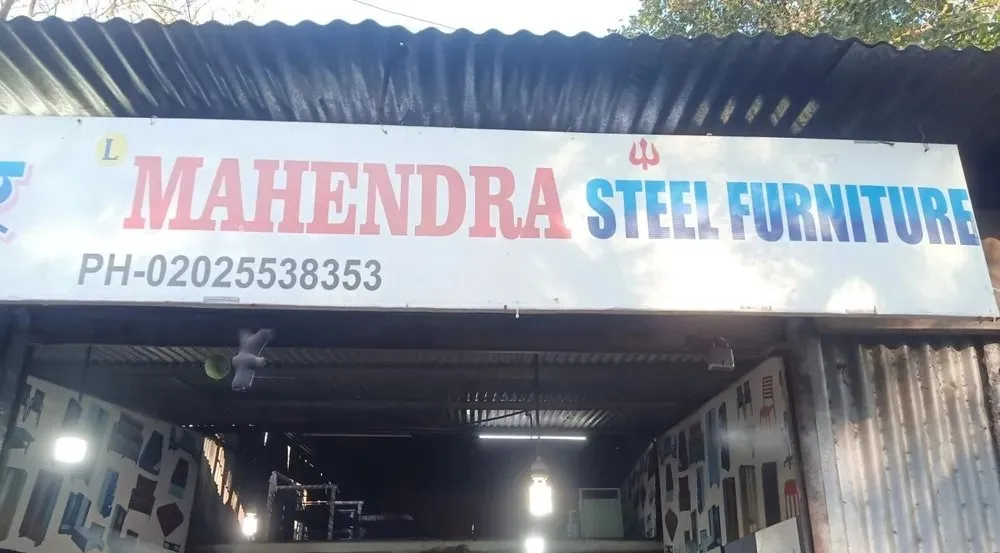 L MAHENDRA STEEL FURNITURE
PH-02025538353